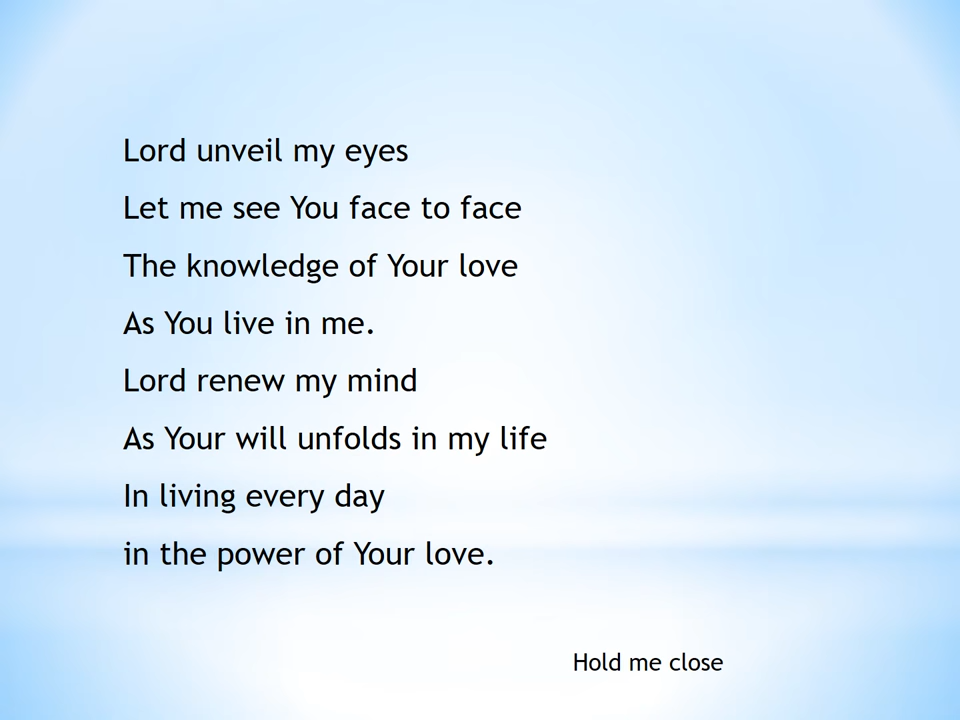 Lord unveil my eyes
Let me see You face to face
The knowledge of Your love
As You live in me.
Lord renew my mind
As Your will unfolds in my life
In living every day
in the power of Your love.
Hold me close